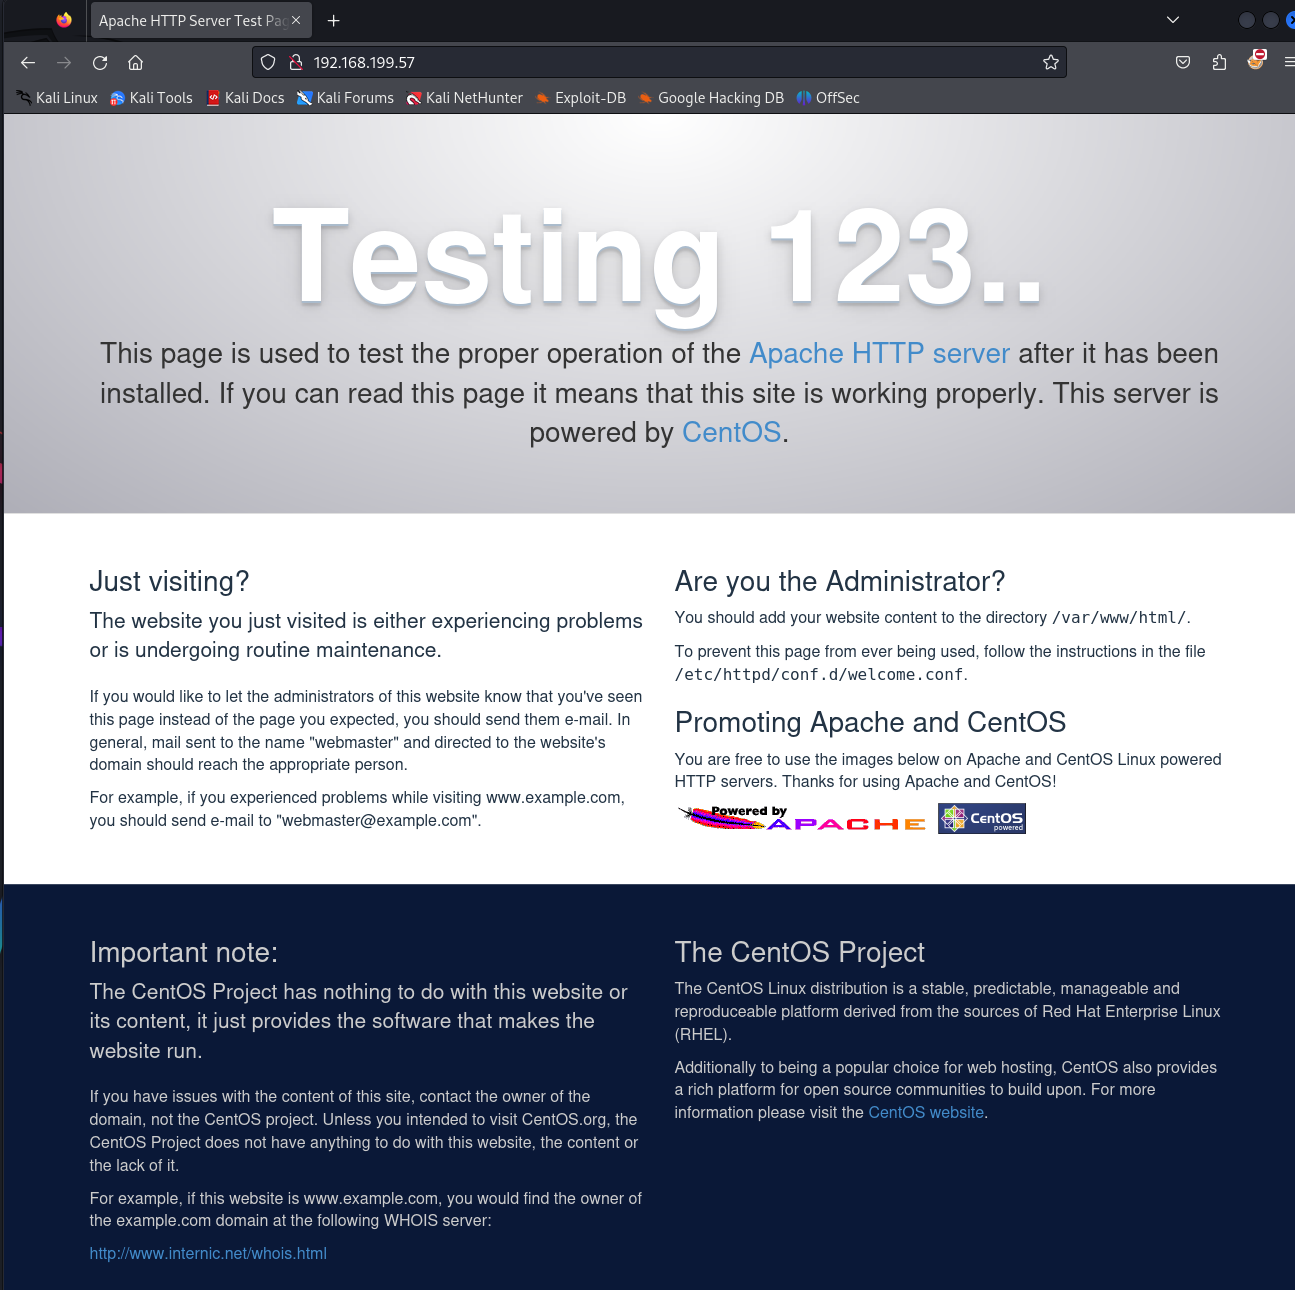 Apache HTTP Server Test Pag
192.168.199.57
Kali Linux
Kali Tools
Kali Docs
Kali Forums
Kali NetHunter
Exploit-DB
Google Hacking DB
OffSec
Testing 123..
This page is used to test the proper operation of the Apache HTTP server after it has been
installed. If you can read this page it means that this site is working properly. This server is
powered by CentOS.
Just visiting?
The website you just visited is either experiencing problems
or is undergoing routine maintenance.
If you would like to let the administrators of this website know that you've seen
this page instead of the page you expected, you should send them e-mail. In
general, mail sent to the name "webmaster" and directed to the website's
domain should reach the appropriate person.
For example, if you experienced problems while visiting www.example.com,
you should send e-mail to "webmaster@example.com".
Are you the Administrator?
You should add your website content to the directory /var/www/html/.
To prevent this page from ever being used, follow the instructions in the file
/etc/httpd/conf.d/welcome.conf.
Promoting Apache and CentOS
You are free to use the images below on Apache and CentOS Linux powered
HTTP servers. Thanks for using Apache and CentOS!
Powered by
APACHE
CentOS
powered
Important note:
The CentOS Project has nothing to do with this website or
its content, it just provides the software that makes the
website run.
If you have issues with the content of this site, contact the owner of the
domain, not the CentOS project. Unless you intended to visit CentOS.org, the
CentOS Project does not have anything to do with this website, the content or
the lack of it.
For example, if this website is www.example.com, you would find the owner of
the example.com domain at the following WHOIS server:
http://www.internic.net/whois.html
The CentOS Project
The CentOS Linux distribution is a stable, predictable, manageable and
reproduceable platform derived from the sources of Red Hat Enterprise Linux
(RHEL).
Additionally to being a popular choice for web hosting, CentOS also provides
a rich platform for open source communities to build upon. For more
information please visit the CentOS website.